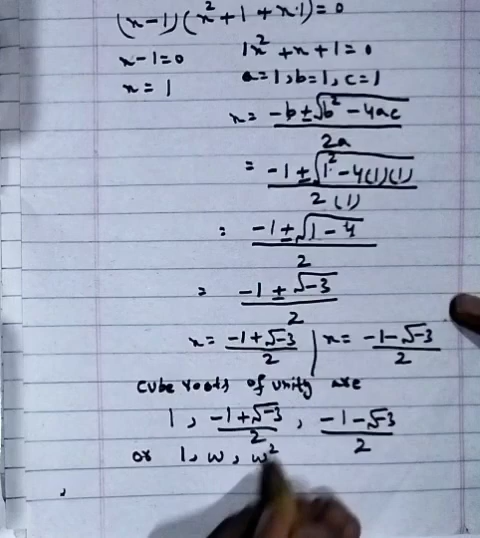 (x-1)(x²+1+x·1)=0
x-1=0 1x²+x+1=0
x=1 a=1, b=1, c=1
x= -b±√b²-4ac / 2a
= -1±√1²-4(1)(1) / 2(1)
= -1±√1-4 / 2
= -1±√-3 / 2
x= -1+√-3 / 2 | x= -1-√-3 / 2
cube roots of unity are
1, -1+√-3 / 2, -1-√-3 / 2
or 1, w, w²